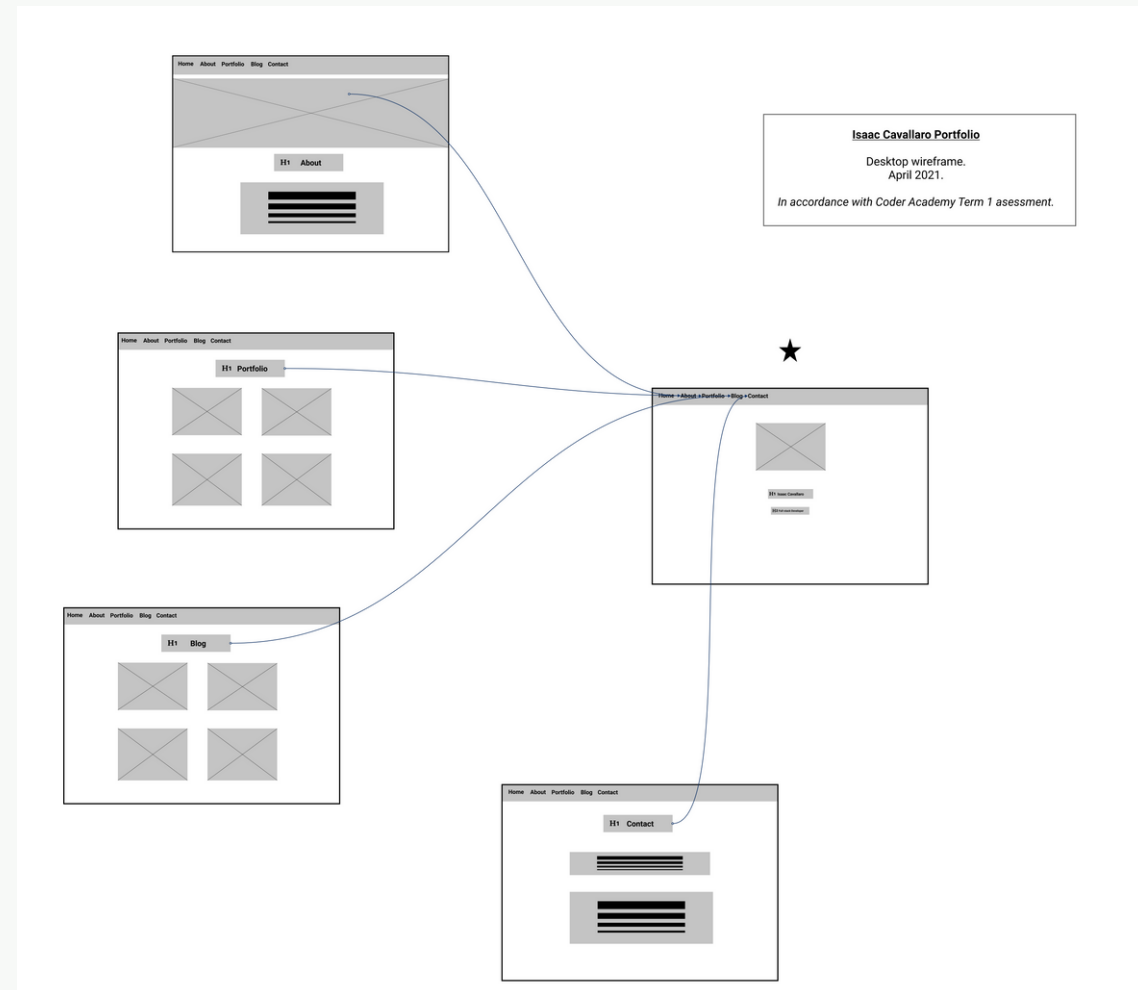 Home About Portfolio Blog Contact
H1 About
Isaac Cavallaro Portfolio
Desktop wireframe.
April 2021.
In accordance with Coder Academy Term 1 asessment.
Home About Portfolio Blog Contact
H1 Portfolio
★
Home About Portfolio Blog Contact
H1 Isaac Cavallaro
Home About Portfolio Blog Contact
H1 Blog
Home About Portfolio Blog Contact
H1 Contact